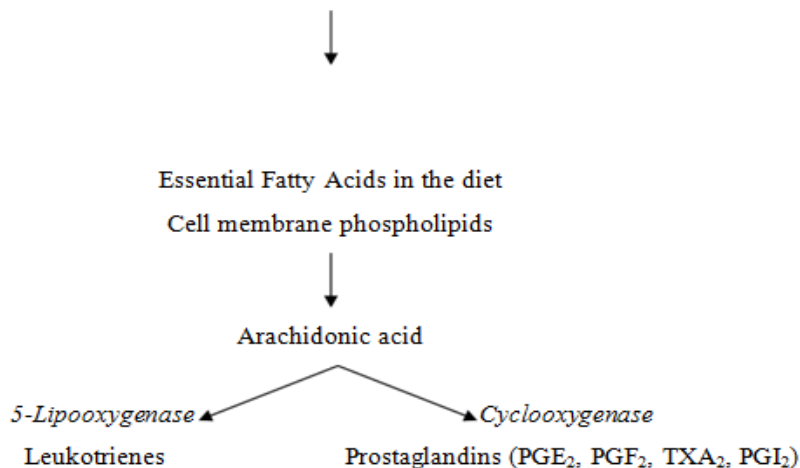 Essential Fatty Acids in the diet
Cell membrane phospholipids
Arachidonic acid
5-Lipooxygenase Cyclooxygenase
Leukotrienes Prostaglandins (PGE₂, PGF₂, TXA₂, PGI₂)